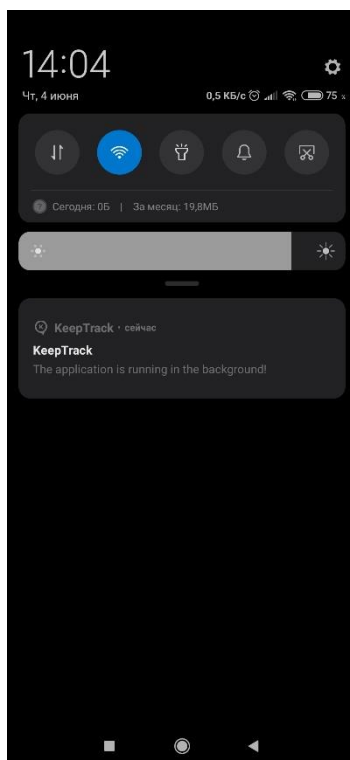 14:04
Чт, 4 июня
0,5 КБ/с 75 %
Сегодня: 0Б | За месяц: 19,8МБ
KeepTrack · сейчас
KeepTrack
The application is running in the background!